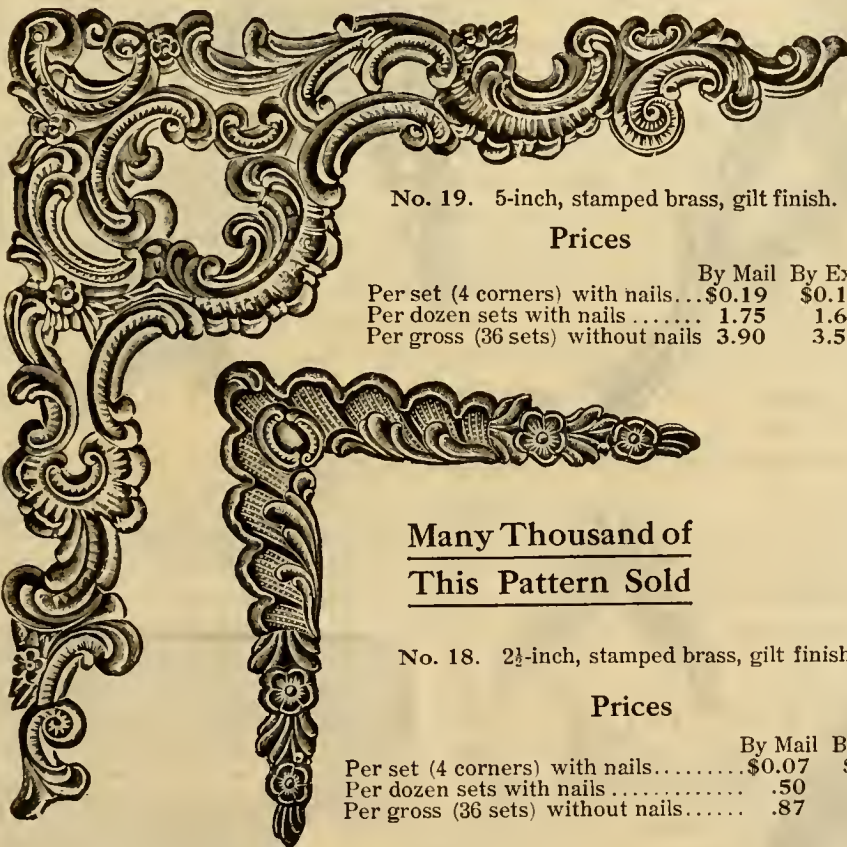 No. 19. 5-inch, stamped brass, gilt finish.
Prices
By Mail By
Per set (4 corners) with nails...$0.19
Per dozen sets with nails ....... 1.75
Per gross (36 sets) without nails 3.90
Many Thousand of
This Pattern Sold
No. 18. 2½-inch, stamped brass, gilt
Prices
By Mail
Per set (4 corners) with nails.........$0.07
Per dozen sets with nails ............. .50
Per gross (36 sets) without nails...... .87